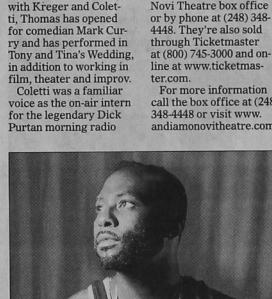 with Kreger and Colet-
ti, Thomas has opened
for comedian Mark Cur-
ry and has performed in
Tony and Tina's Wedding,
in addition to working in
film, theater and improv.
Coletti was a familiar
voice as the on-air intern
for the legendary Dick
Purtan morning radio
Novi Theatre box office
or by phone at (248) 348-
4448. They're also sold
through Ticketmaster
at (800) 745-3000 and on-
line at www.ticketmas-
ter.com.
For more information
call the box office at (248
348-4448 or visit www.
andiamonovitheatre.com